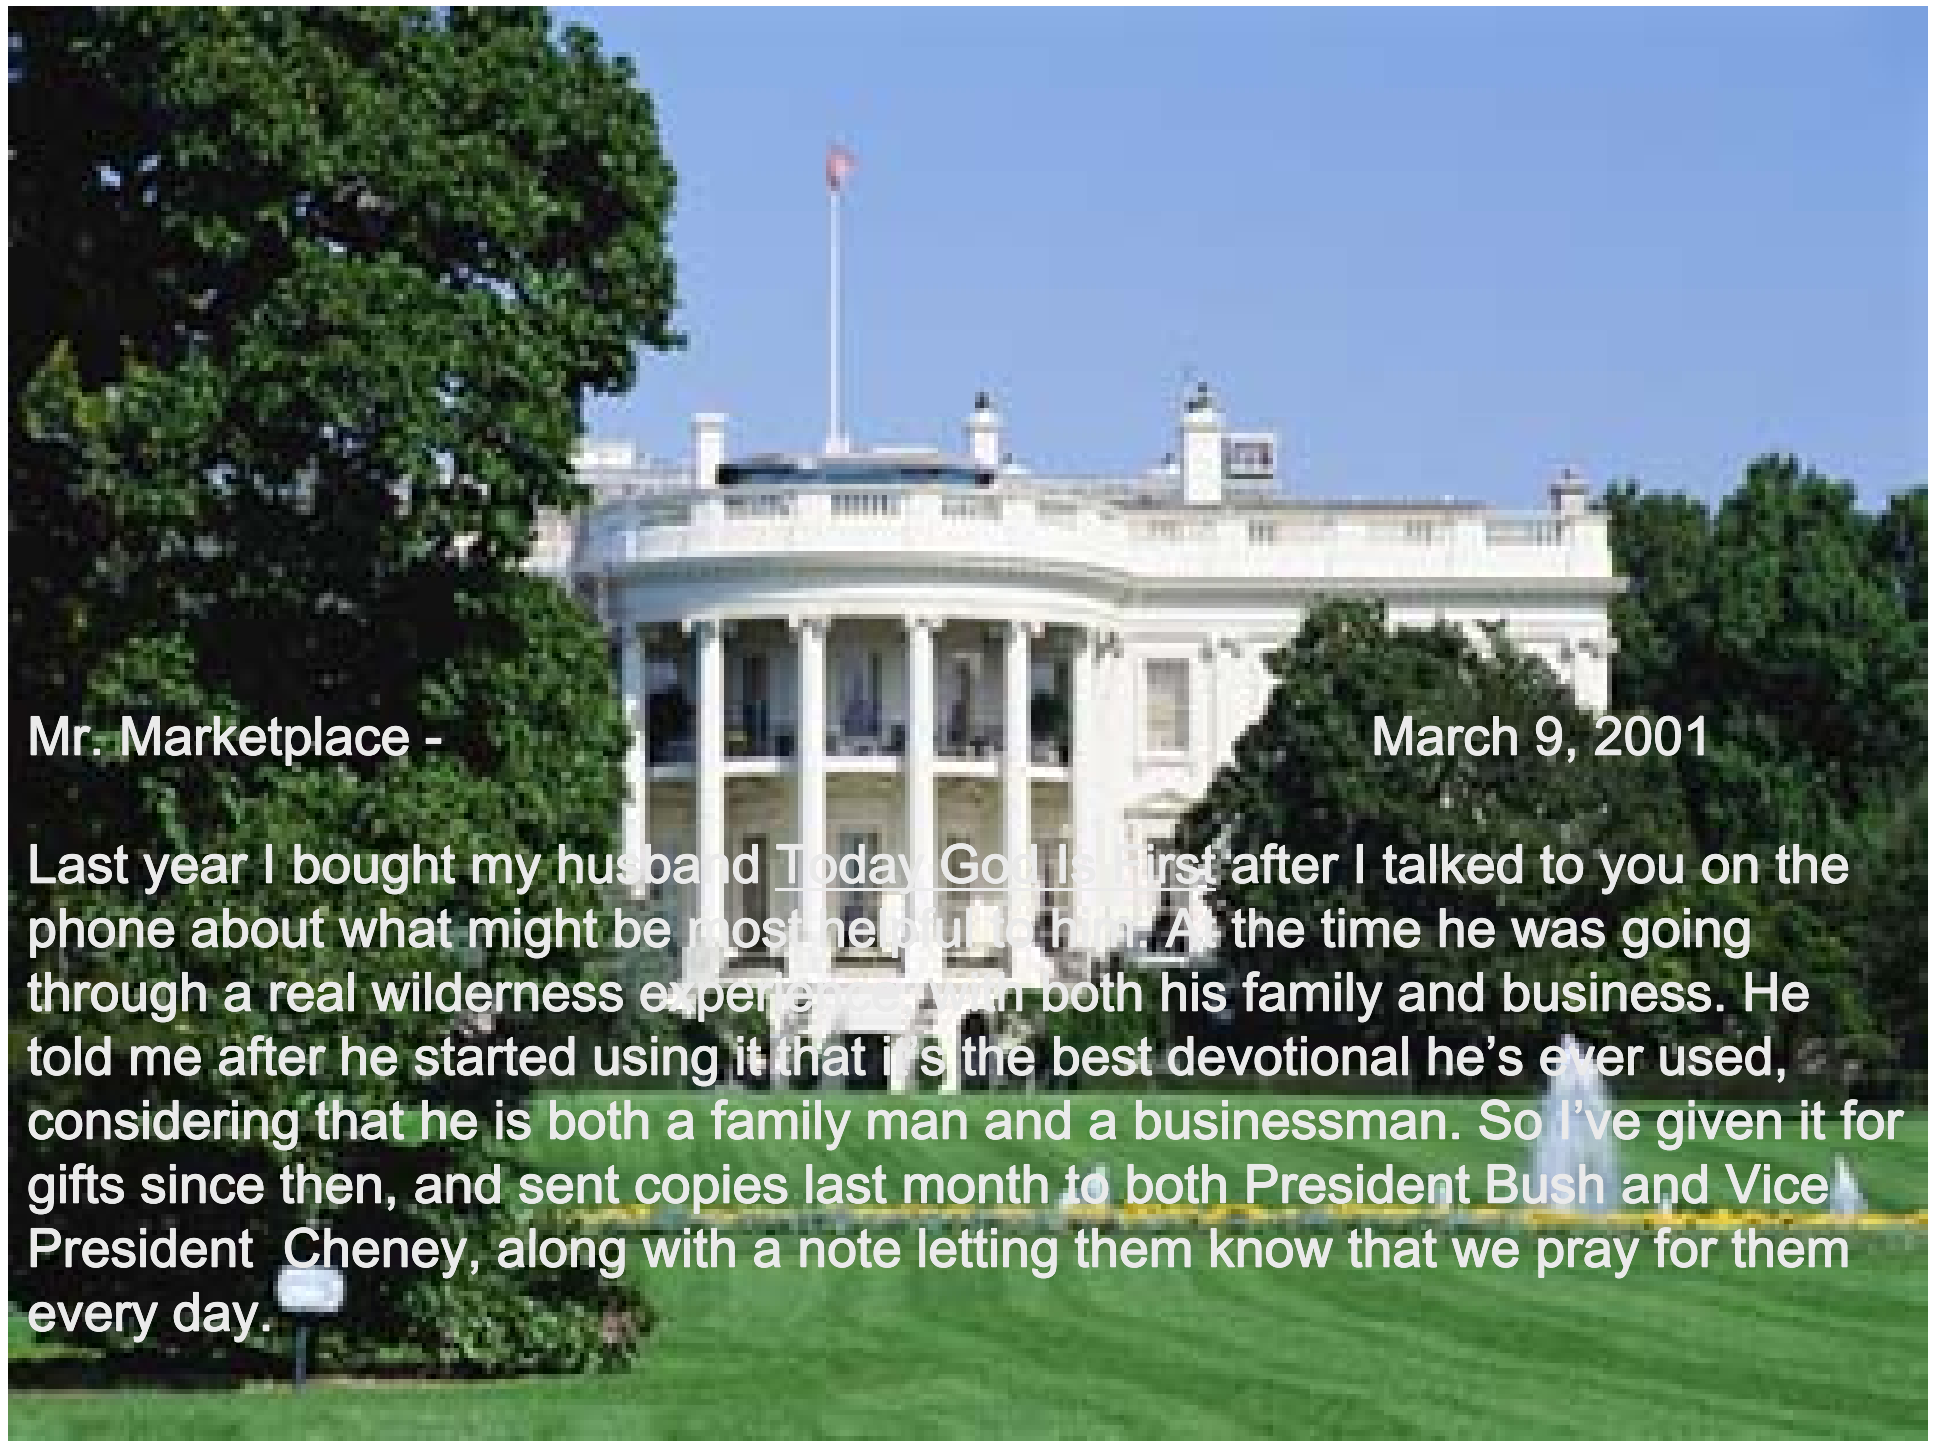 Mr. Marketplace - March 9, 2001
Last year I bought my husband Today God Is First after I talked to you on the
phone about what might be most helpful to him. At the time he was going
through a real wilderness experience, with both his family and business. He
told me after he started using it that it's the best devotional he’s ever used,
considering that he is both a family man and a businessman. So I’ve given it for
gifts since then, and sent copies last month to both President Bush and Vice
President  Cheney, along with a note letting them know that we pray for them
every day.